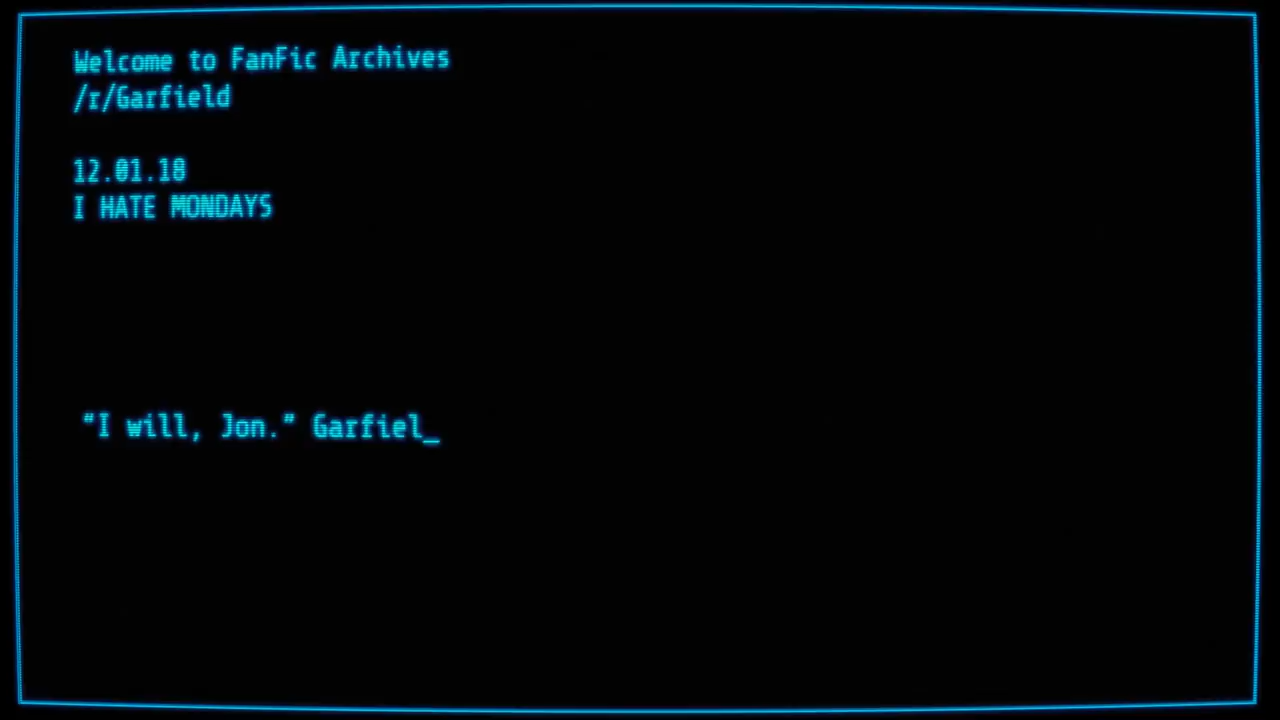 Welcome to FanFic Archives
/r/Garfield
12.01.18
I HATE MONDAYS
“I will, Jon.” Garfiel_